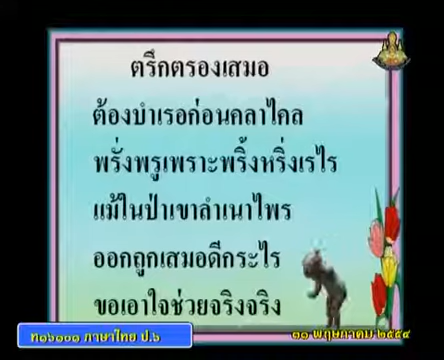 ตรึกตรองเสมอ
ต้องบำเรอก่อนคลาไคล
พรั่งพรูเพราะพริ้งหริ่งเรไร
แม้ในป่าเขาลำเนาไพร
ออกถูกเสมอดีกระไร
ขอเอาใจช่วยจริงจริง
ท๑๖๑๐๑ ภาษาไทย ป.๖
๓๑ พฤษภาคม ๒๕๕๔